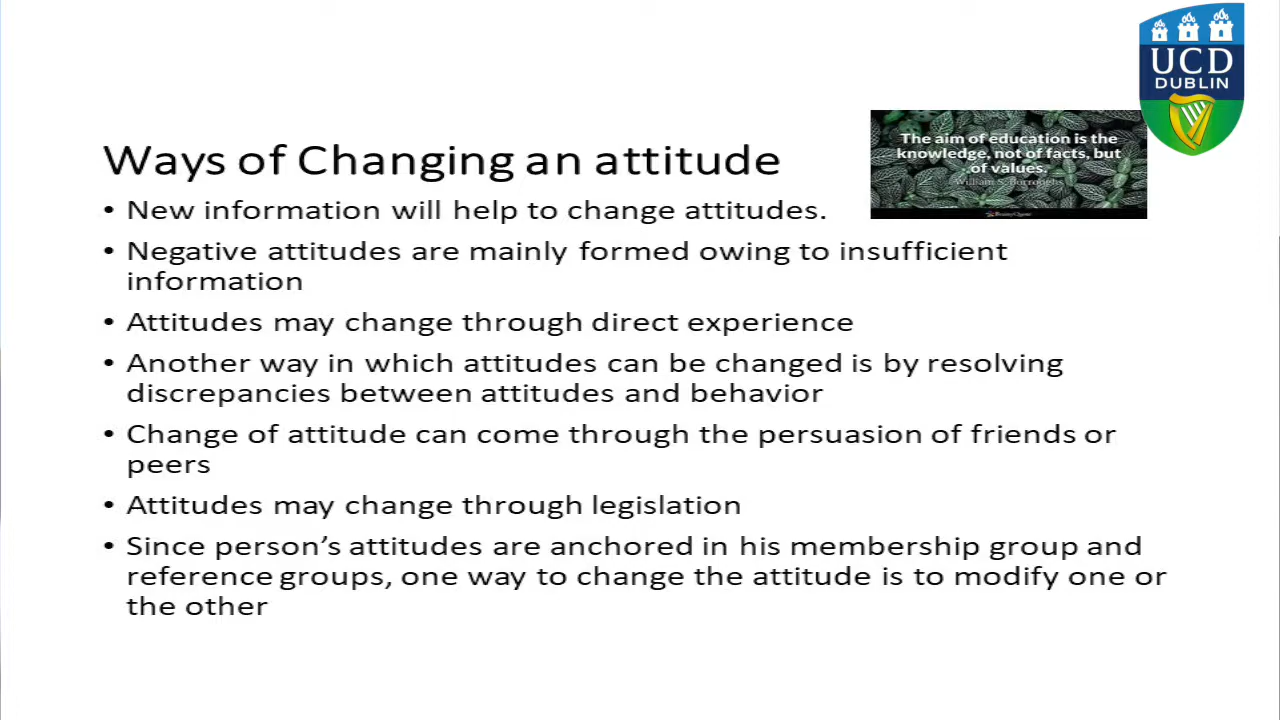 UCD
DUBLIN
The aim of education is the
knowledge, not of facts, but
of values.
William S. Burroughs
Ways of Changing an attitude
• New information will help to change attitudes.
• Negative attitudes are mainly formed owing to insufficient
information
• Attitudes may change through direct experience
• Another way in which attitudes can be changed is by resolving
discrepancies between attitudes and behavior
• Change of attitude can come through the persuasion of friends or
peers
• Attitudes may change through legislation
• Since person’s attitudes are anchored in his membership group and
reference groups, one way to change the attitude is to modify one or
the other